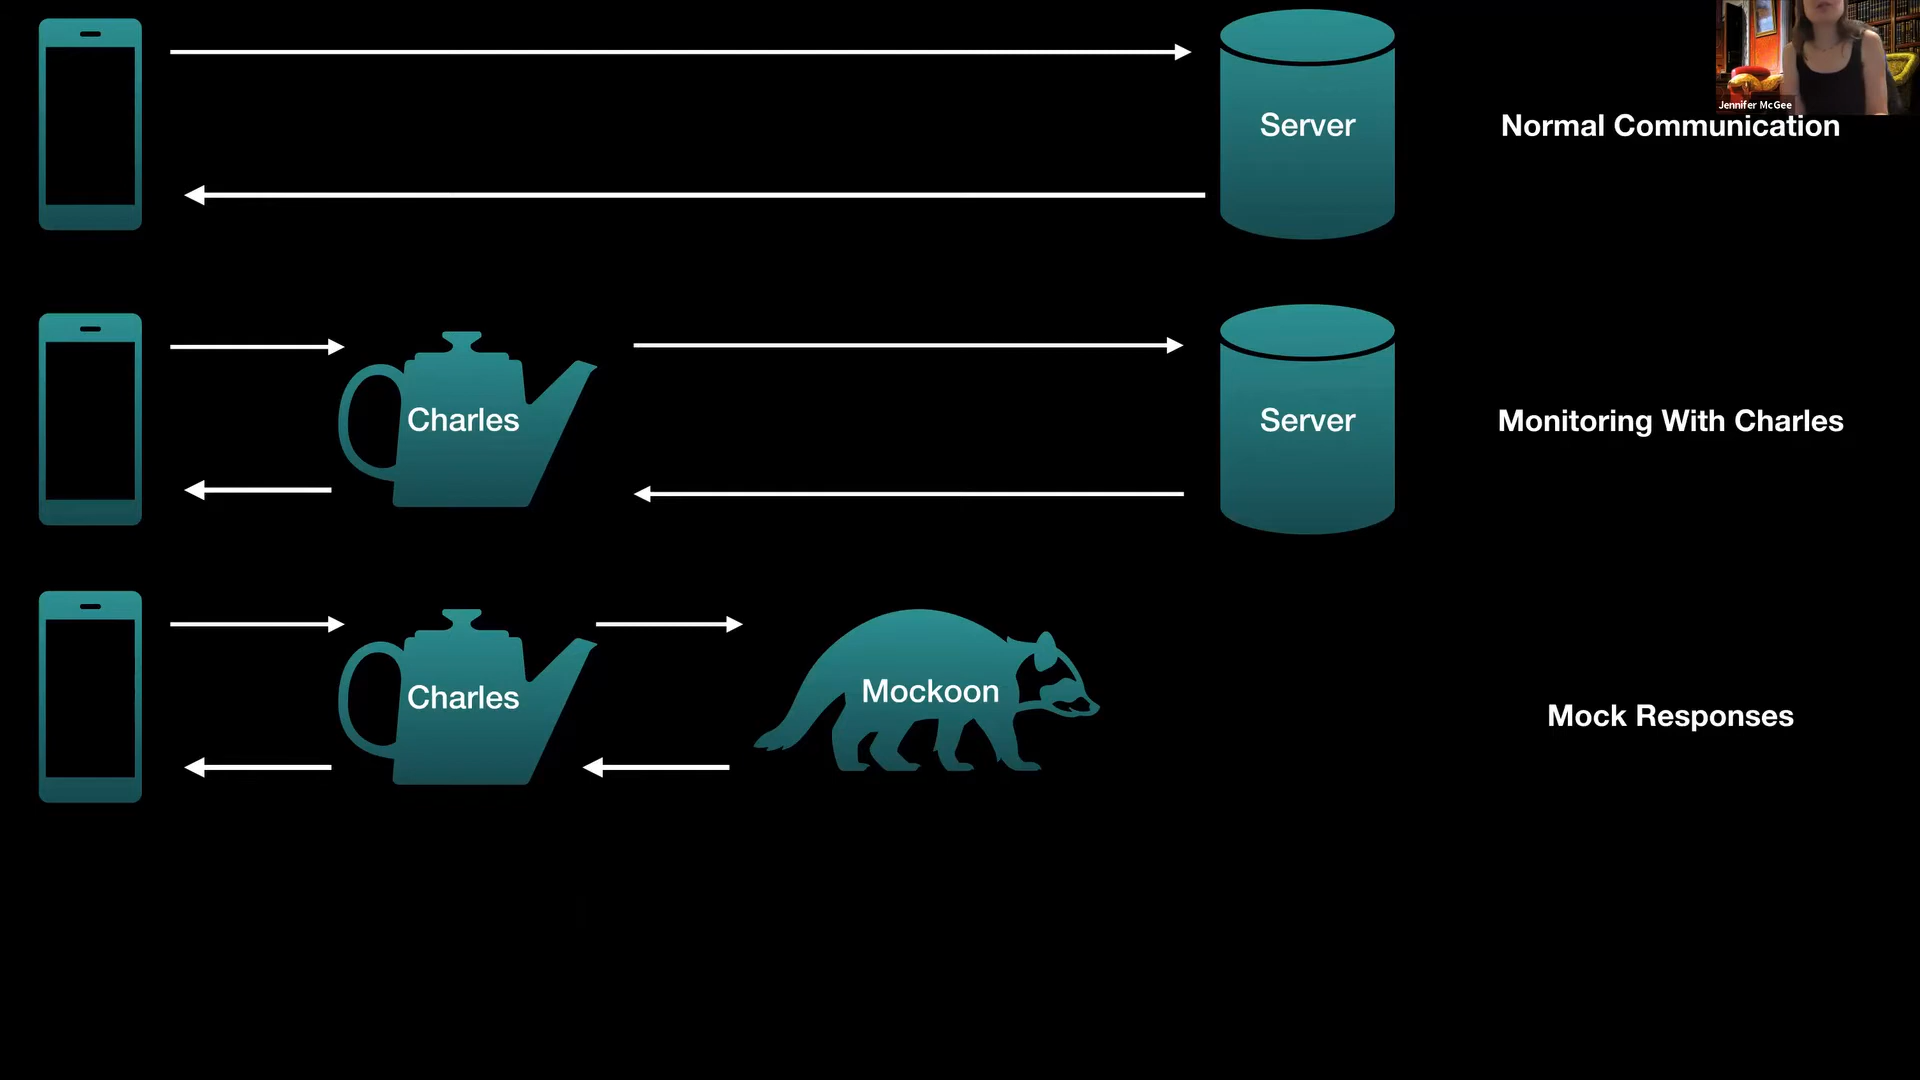 Jennifer McGee
Server
Normal Communication
Charles
Server
Monitoring With Charles
Charles
Mockoon
Mock Responses